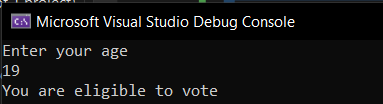 Microsoft Visual Studio Debug Console
Enter your age
19
You are eligible to vote